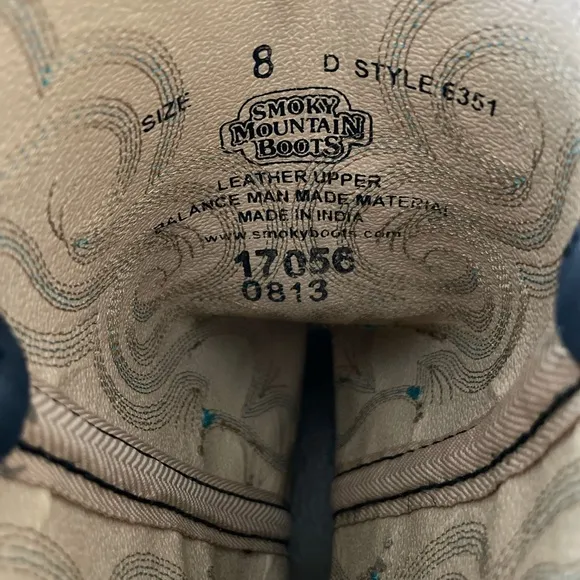 SIZE 8 D STYLE:6351
SMOKY
MOUNTAIN
BOOTS
LEATHER UPPER
BALANCE MAN MADE MATERIAL
MADE IN INDIA
www.smokyboots.com
17056
0813